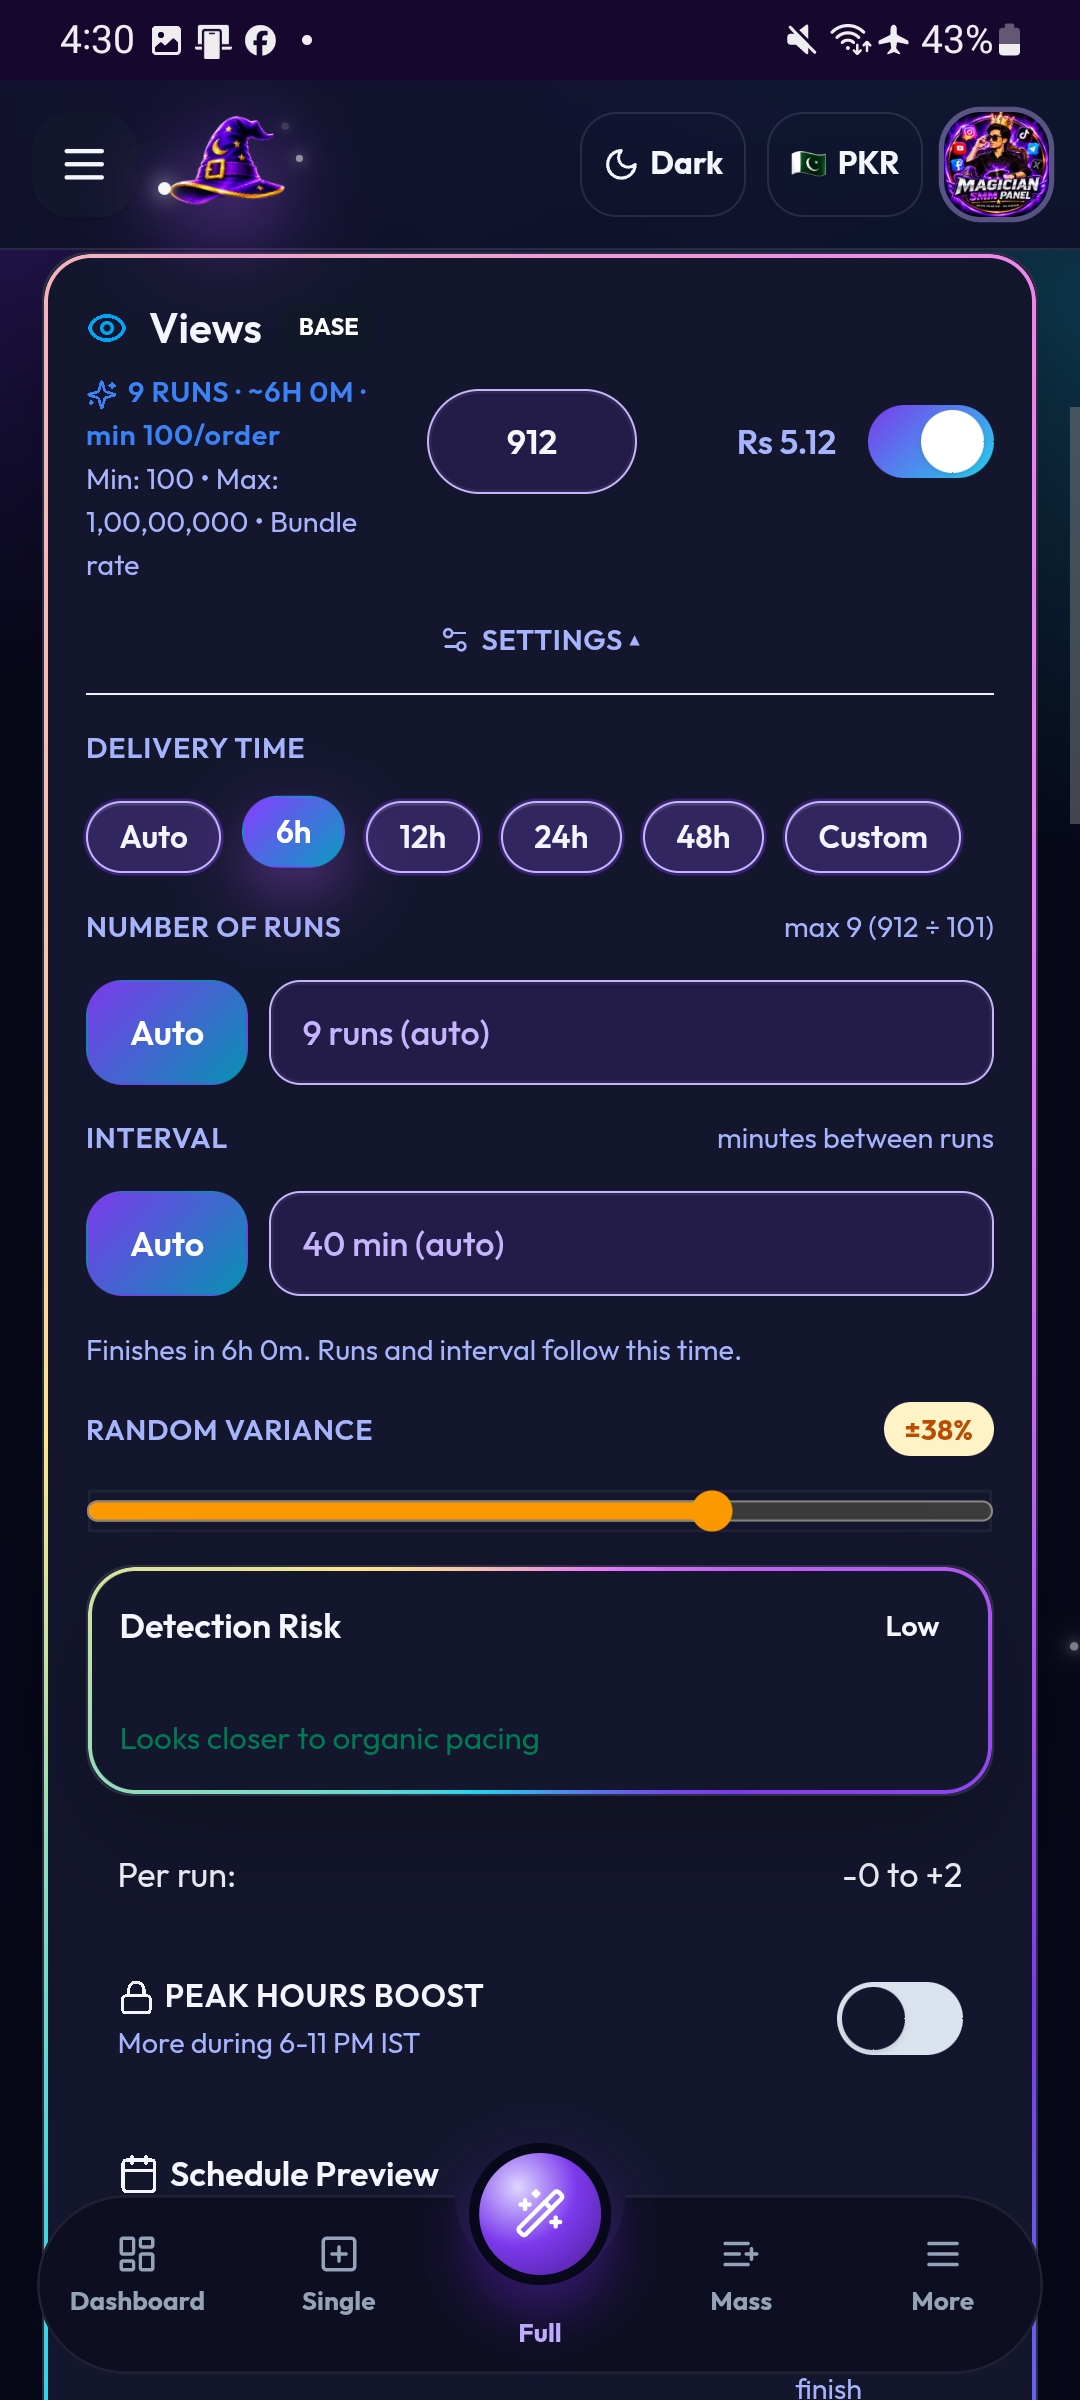 4:30
43%
Dark
PKR
MAGICIAN
SMM PANEL
Views BASE
9 RUNS · ~6H 0M ·
min 100/order
Min: 100 • Max:
1,00,00,000 • Bundle
rate
912
Rs 5.12
SETTINGS ▴
DELIVERY TIME
Auto 6h 12h 24h 48h Custom
NUMBER OF RUNS max 9 (912 ÷ 101)
Auto 9 runs (auto)
INTERVAL minutes between runs
Auto 40 min (auto)
Finishes in 6h 0m. Runs and interval follow this time.
RANDOM VARIANCE ±38%
Detection Risk Low
Looks closer to organic pacing
Per run: -0 to +2
PEAK HOURS BOOST
More during 6-11 PM IST
Schedule Preview
Dashboard Single Full Mass More
finish